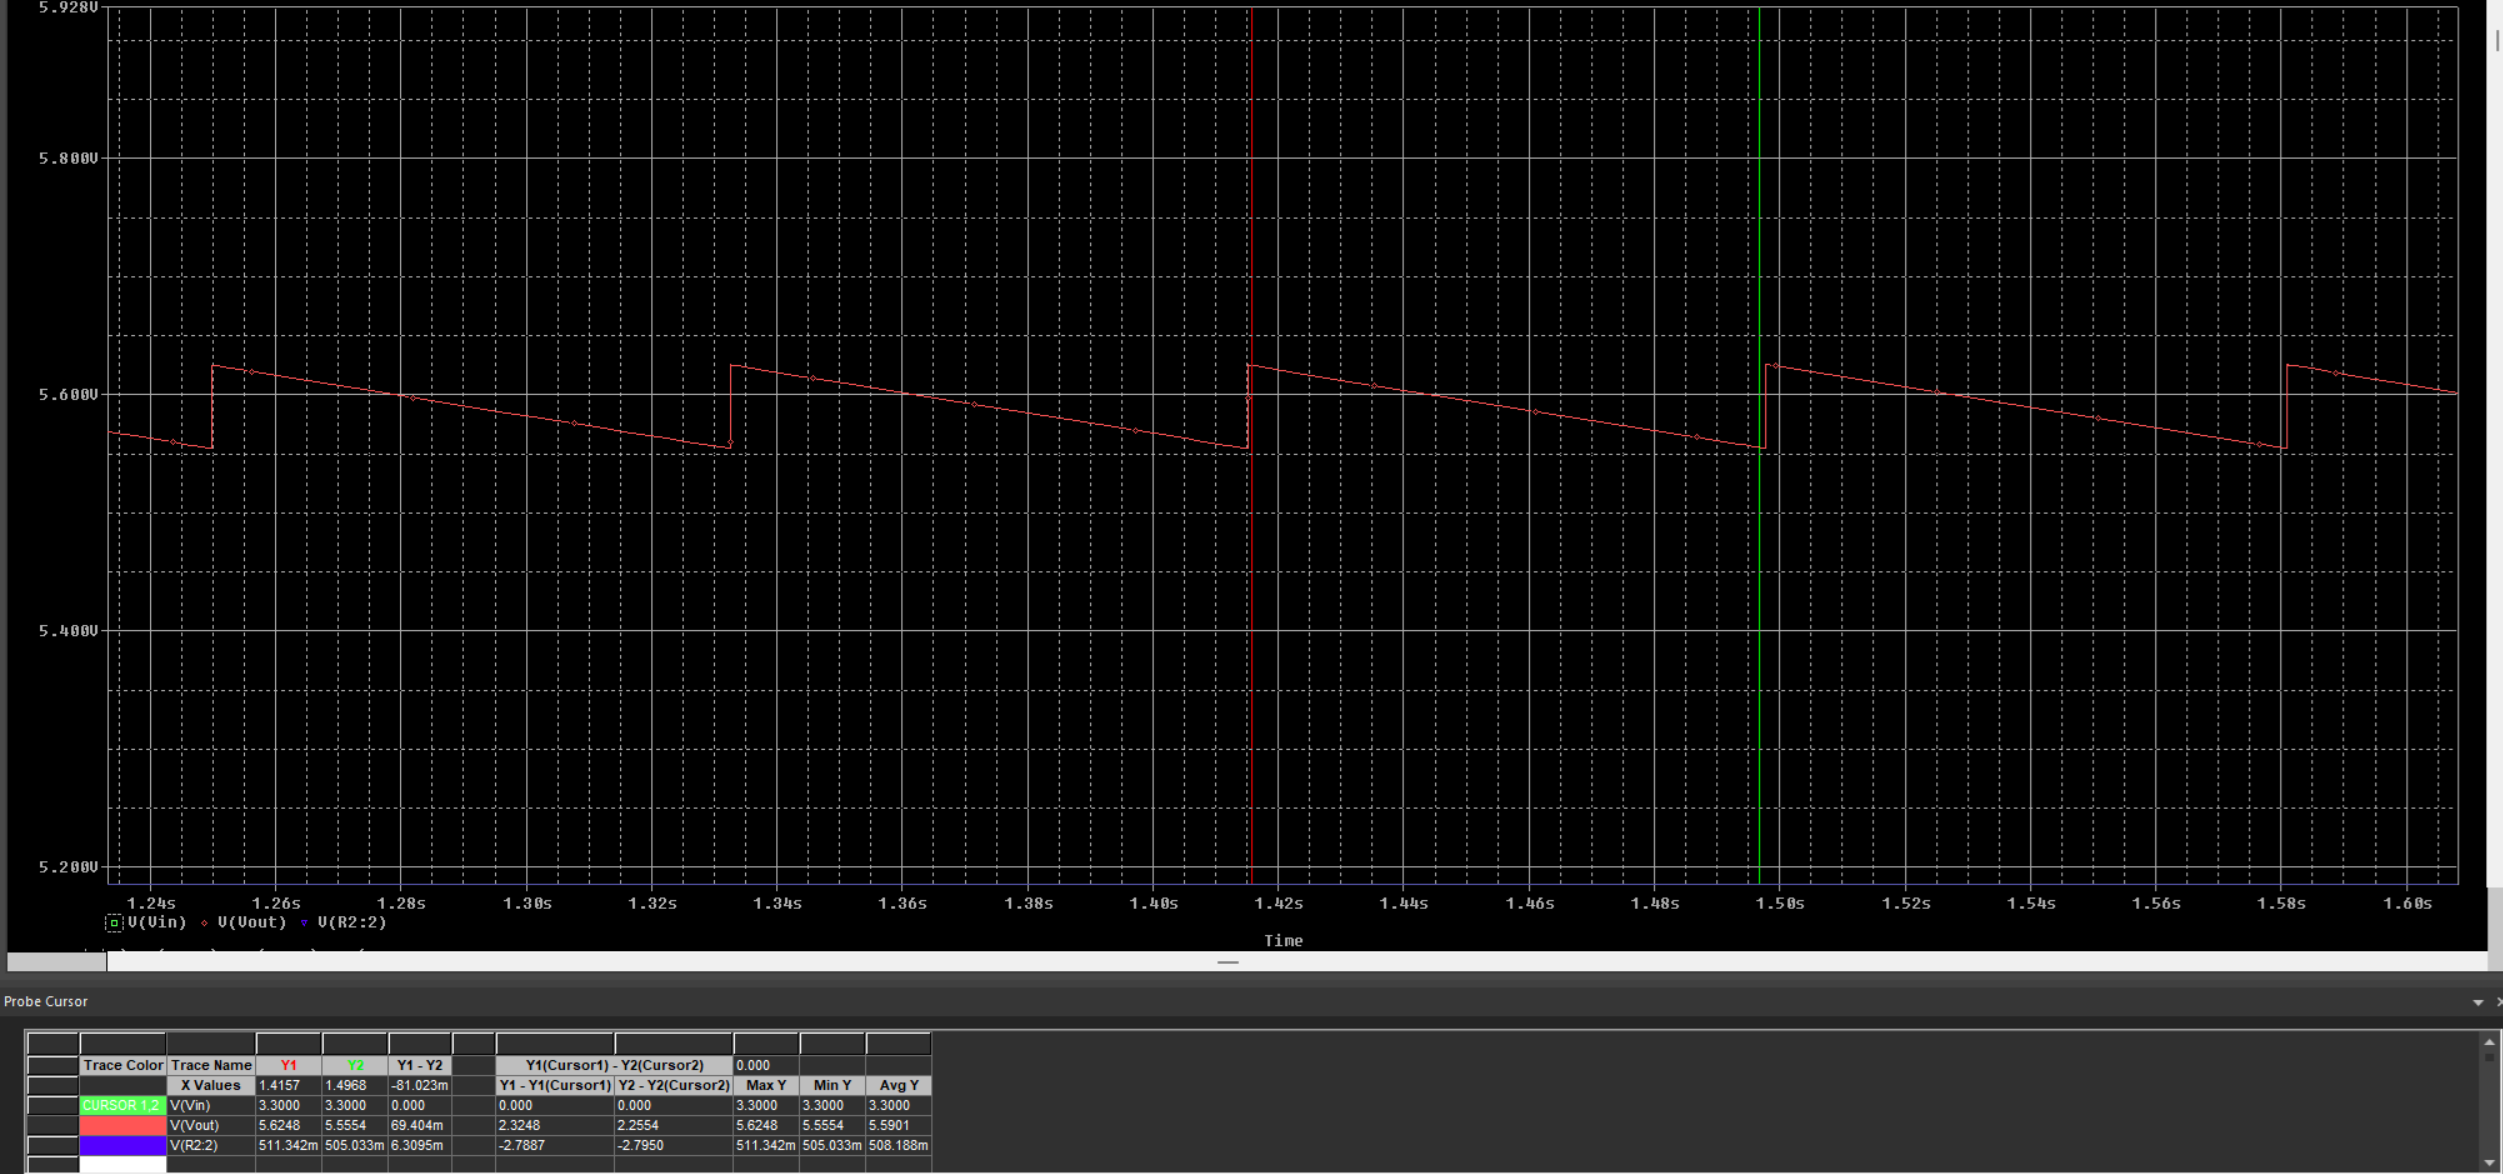 5.928V
5.800V
5.600V
5.400V
5.200V
1.24s 1.26s 1.28s 1.30s 1.32s 1.34s 1.36s 1.38s 1.40s 1.42s 1.44s 1.46s 1.48s 1.50s 1.52s 1.54s 1.56s 1.58s 1.60s
V(Vin) V(Vout) V(R2:2)
Time
Probe Cursor
Trace Color Trace Name Y1 Y2 Y1 - Y2 Y1(Cursor1) - Y2(Cursor2) 0.000
X Values 1.4157 1.4968 -81.023m Y1 - Y1(Cursor1) Y2 - Y2(Cursor2) Max Y Min Y Avg Y
CURSOR 1,2 V(Vin) 3.3000 3.3000 0.000 0.000 0.000 3.3000 3.3000 3.3000
V(Vout) 5.6248 5.5554 69.404m 2.3248 2.2554 5.6248 5.5554 5.5901
V(R2:2) 511.342m 505.033m 6.3095m -2.7887 -2.7950 511.342m 505.033m 508.188m